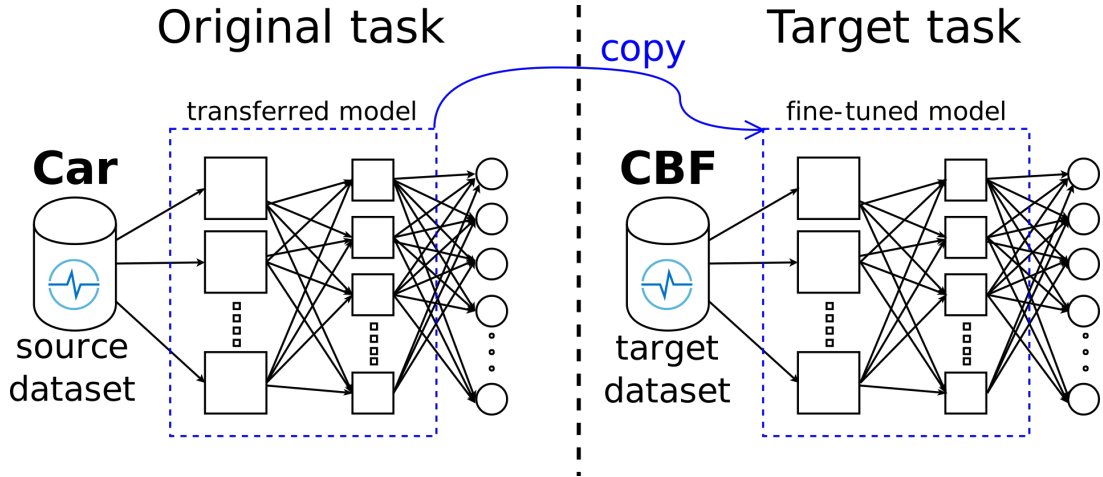 Original task
Target task
copy
transferred model
fine-tuned model
Car
CBF
source
dataset
target
dataset